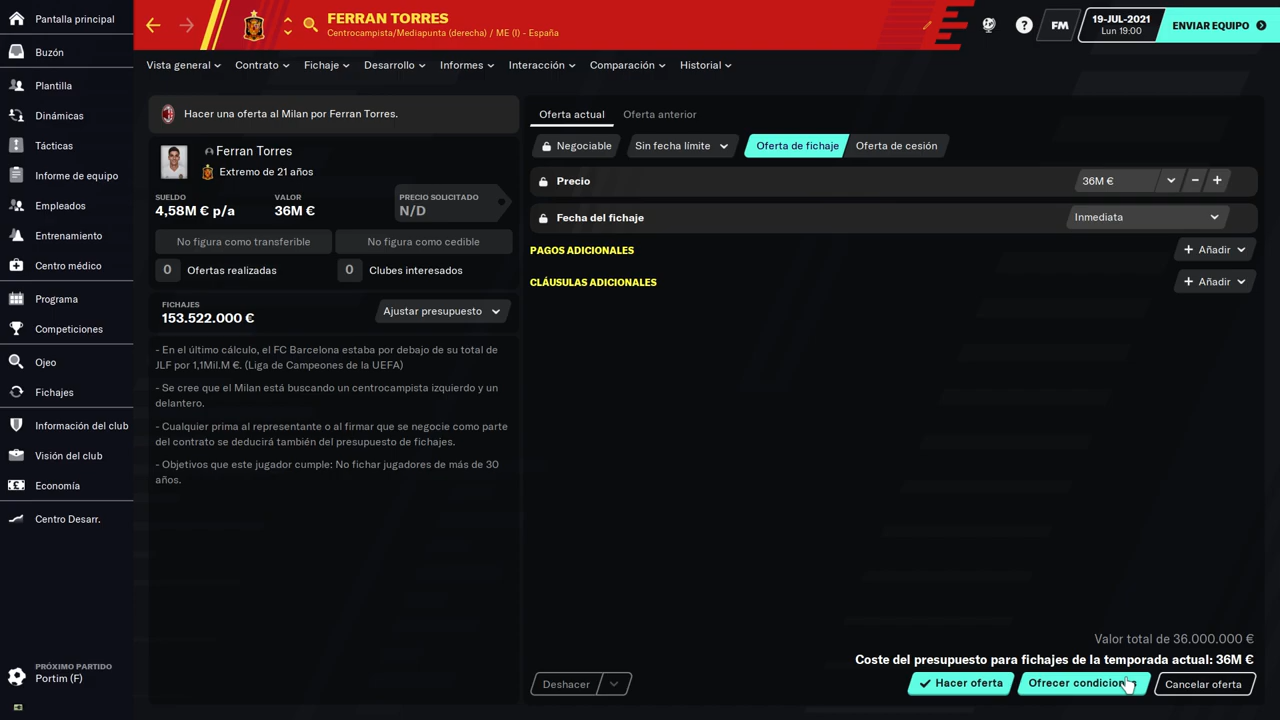 Pantalla principal
Buzón
Plantilla
Dinámicas
Tácticas
Informe de equipo
Empleados
Entrenamiento
Centro médico
Programa
Competiciones
Ojeo
Fichajes
Información del club
Visión del club
Economía
Centro Desarr.
PRÓXIMO PARTIDO
Portim (F)
FERRAN TORRES
Centrocampista/Mediapunta (derecha) / ME (I) - España
FM
19-JUL-2021
Lun 19:00
ENVIAR EQUIPO
Vista general
Contrato
Fichaje
Desarrollo
Informes
Interacción
Comparación
Historial
Hacer una oferta al Milan por Ferran Torres.
Ferran Torres
Extremo de 21 años
SUELDO
4,58M € p/a
VALOR
36M €
PRECIO SOLICITADO
N/D
No figura como transferible
No figura como cedible
0 Ofertas realizadas
0 Clubes interesados
FICHAJES
153.522.000 €
Ajustar presupuesto
- En el último cálculo, el FC Barcelona estaba por debajo de su total de
JLF por 1,1Mil.M €. (Liga de Campeones de la UEFA)
- Se cree que el Milan está buscando un centrocampista izquierdo y un
delantero.
- Cualquier prima al representante o al firmar que se negocie como parte
del contrato se deducirá también del presupuesto de fichajes.
- Objetivos que este jugador cumple: No fichar jugadores de más de 30
años.
Oferta actual
Oferta anterior
Negociable
Sin fecha límite
Oferta de fichaje
Oferta de cesión
Precio
36M €
Fecha del fichaje
Inmediata
PAGOS ADICIONALES
+ Añadir
CLÁUSULAS ADICIONALES
+ Añadir
Valor total de 36.000.000 €
Coste del presupuesto para fichajes de la temporada actual: 36M €
Deshacer
Hacer oferta
Ofrecer
Cancelar oferta